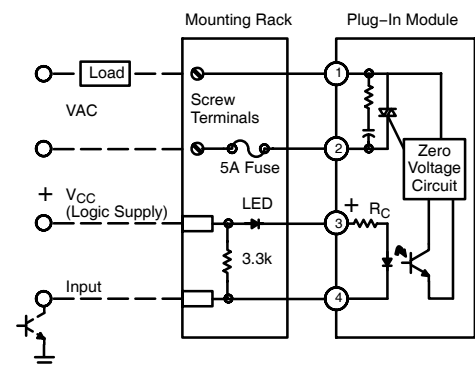 Mounting Rack
Plug–In Module
Load
1
VAC
Screw
Terminals
2
5A Fuse
Zero
Voltage
Circuit
+
VCC
(Logic Supply)
LED
3
+
RC
3.3k
Input
4